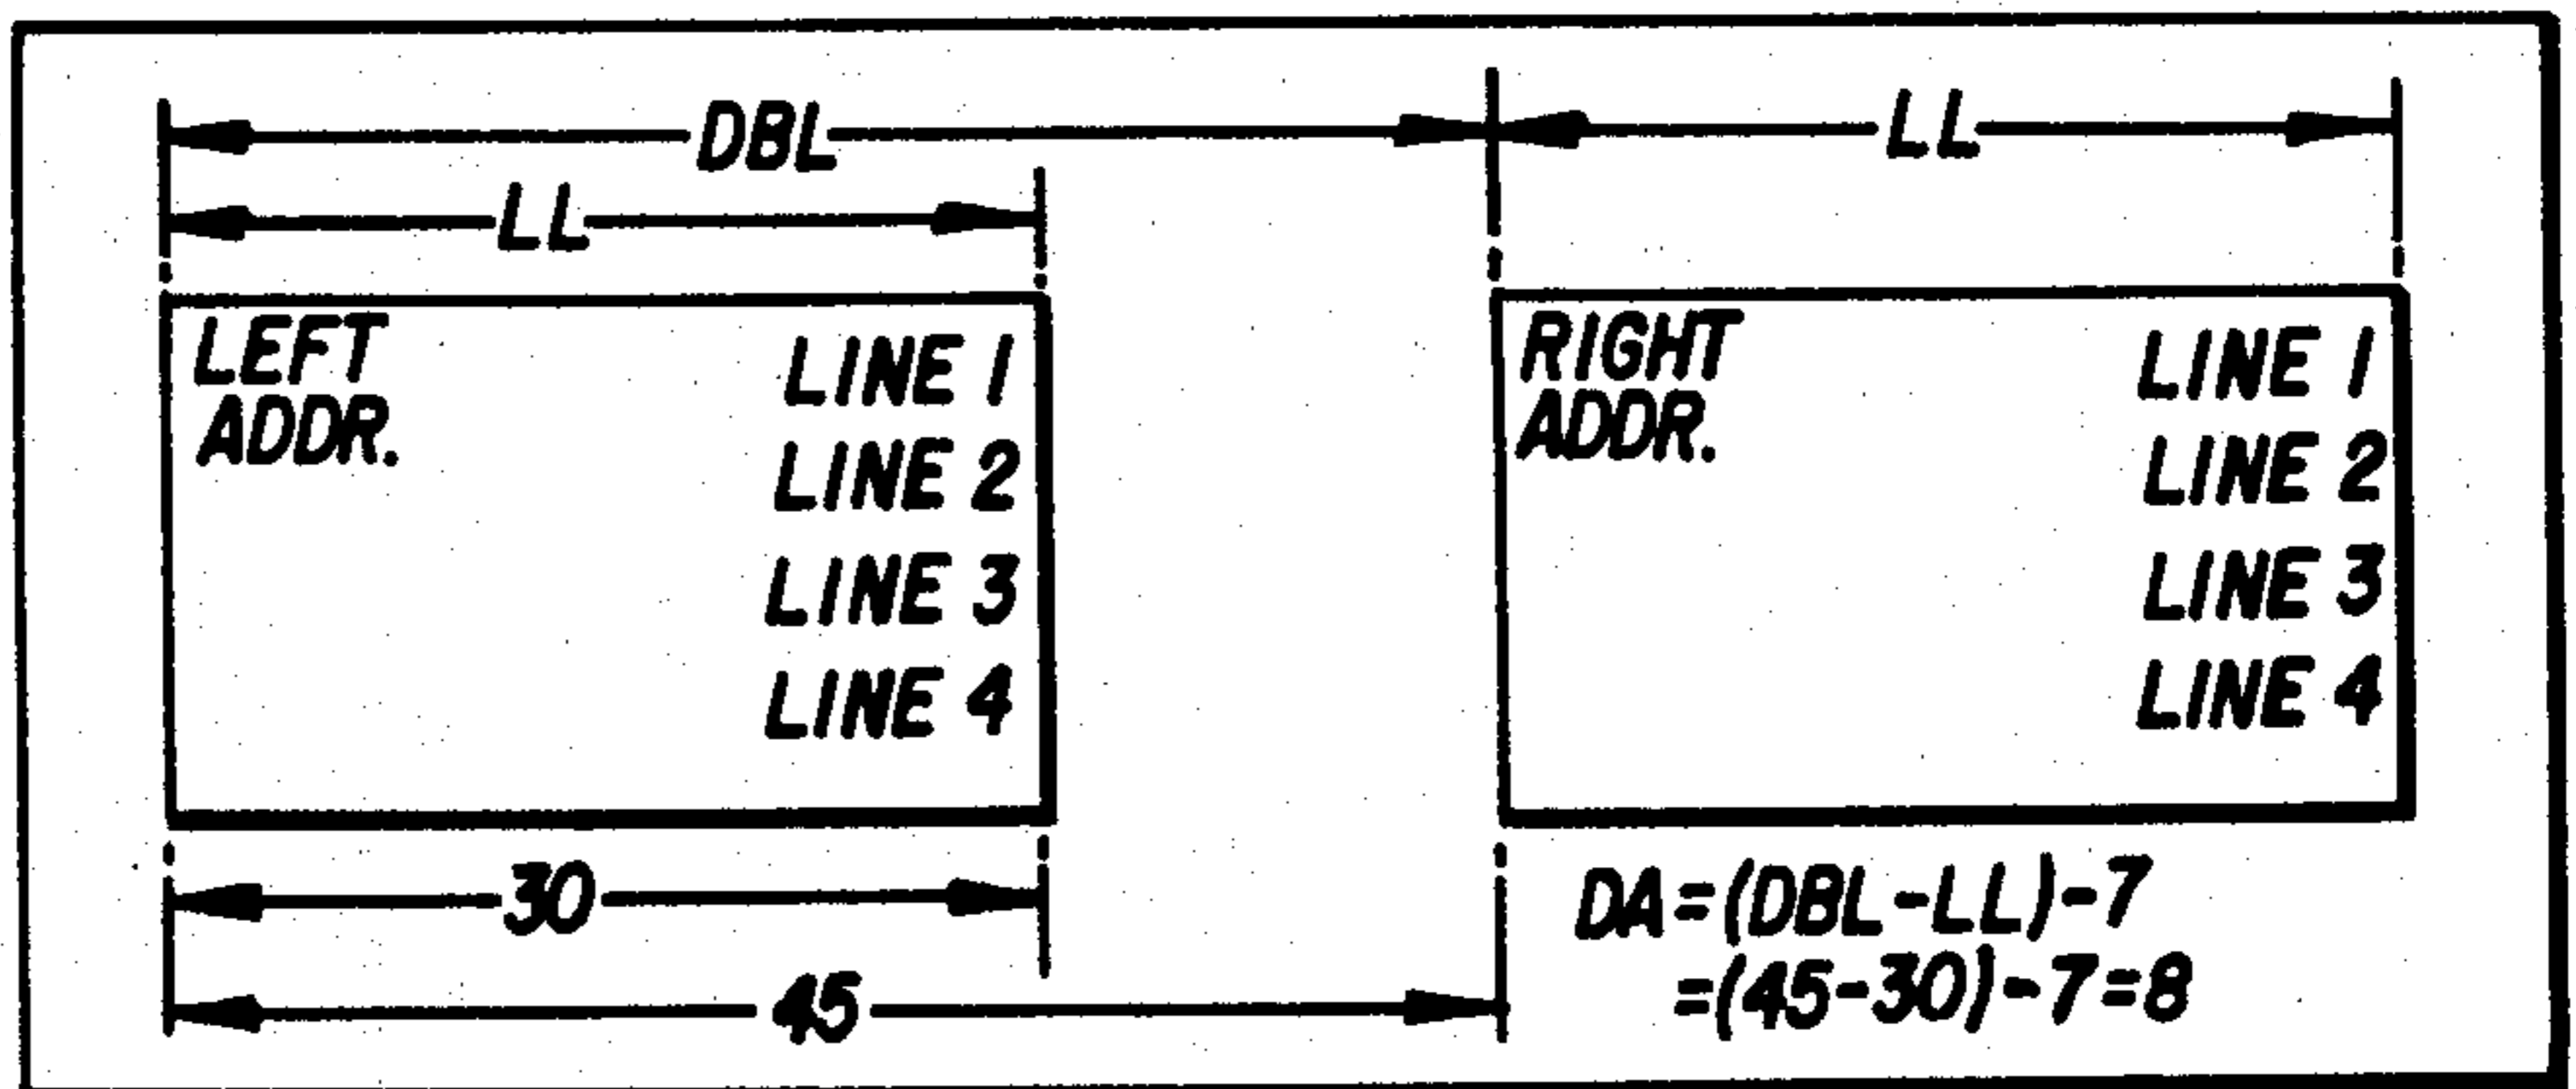 DBL
LL
LL
LEFT
ADDR.
LINE 1
LINE 2
LINE 3
LINE 4
RIGHT
ADDR.
LINE 1
LINE 2
LINE 3
LINE 4
30
45
DA=(DBL-LL)-7
=(45-30)-7=8